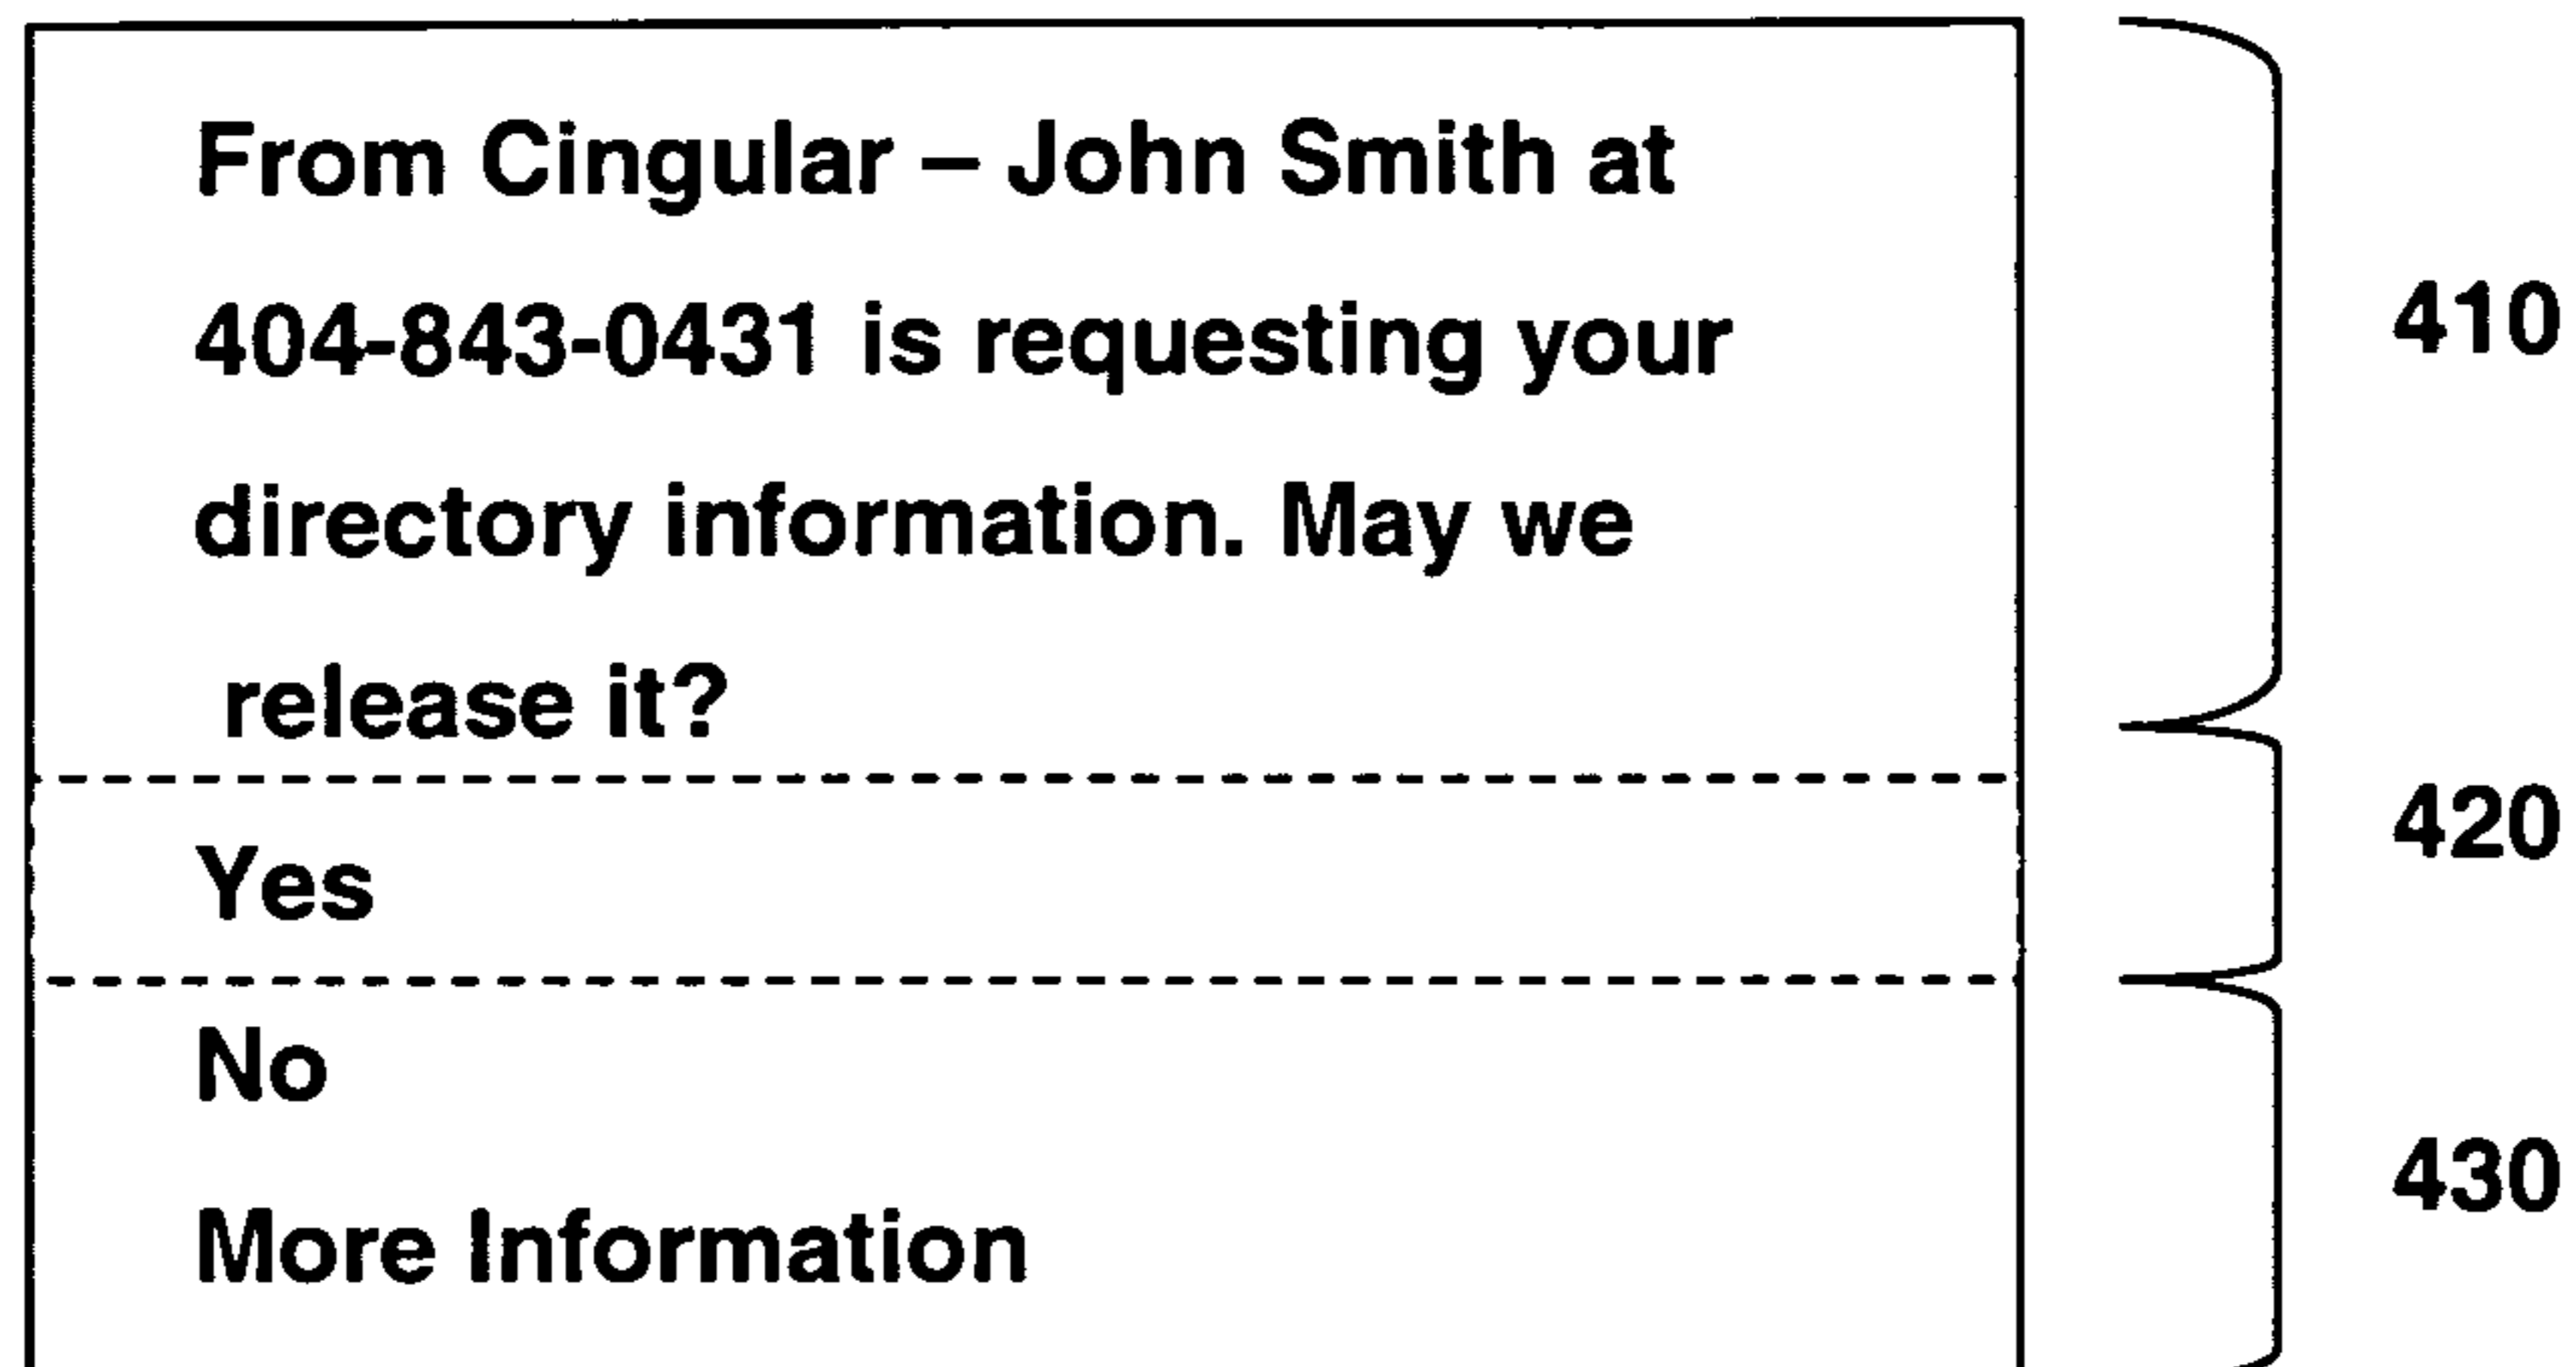 From Cingular – John Smith at
404-843-0431 is requesting your
directory information. May we
release it?
410
Yes
420
No
More Information
430